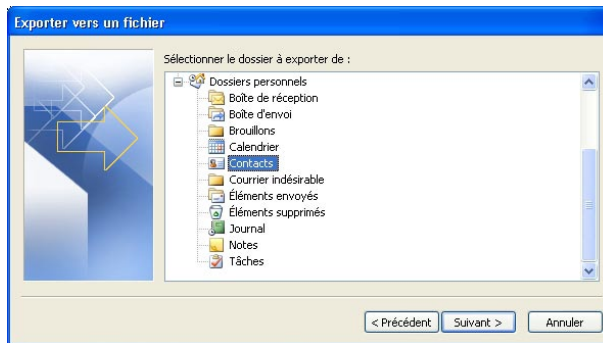 Exporter vers un fichier
Sélectionner le dossier à exporter de :
Dossiers personnels
Boîte de réception
Boîte d'envoi
Brouillons
Calendrier
Contacts
Courrier indésirable
Éléments envoyés
Éléments supprimés
Journal
Notes
Tâches
< Précédent Suivant > Annuler